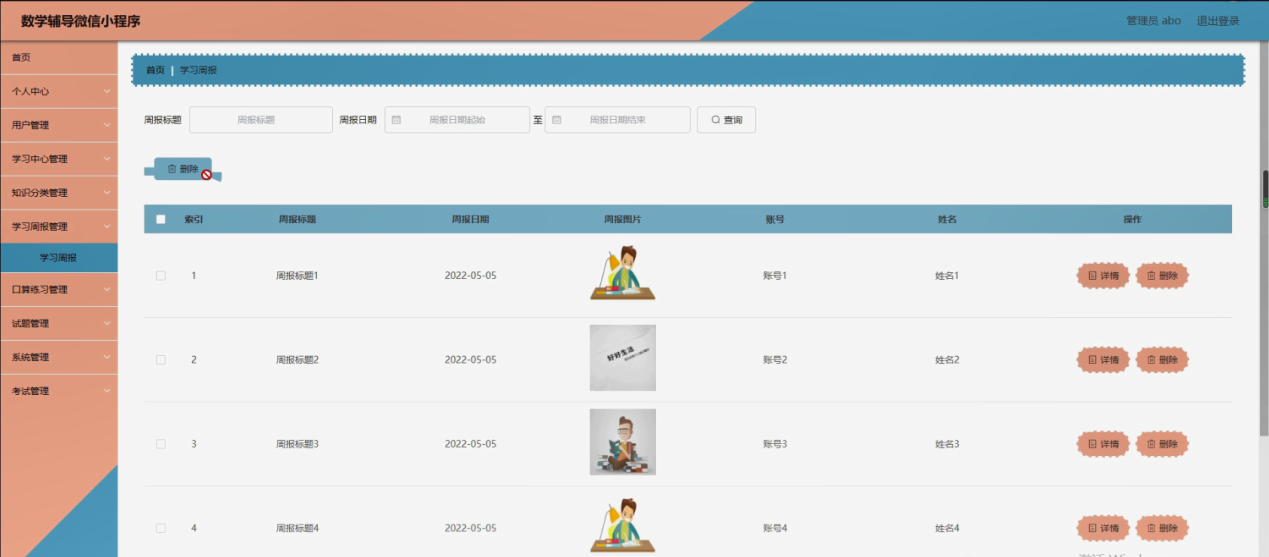 数学辅导微信小程序
管理员 abo 退出登录
首页
个人中心
用户管理
学习中心管理
知识分类管理
学习周报管理
学习周报
口算练习管理
试题管理
系统管理
考试管理
首页 | 学习周报
周报标题 周报标题 周报日期 周报日期起始 至 周报日期结束 查询
删除
索引 周报标题 周报日期 周报图片 账号 姓名 操作
1 周报标题1 2022-05-05 账号1 姓名1 详情 删除
2 周报标题2 2022-05-05 好好生活 账号2 姓名2 详情 删除
3 周报标题3 2022-05-05 账号3 姓名3 详情 删除
4 周报标题4 2022-05-05 账号4 姓名4 详情 删除